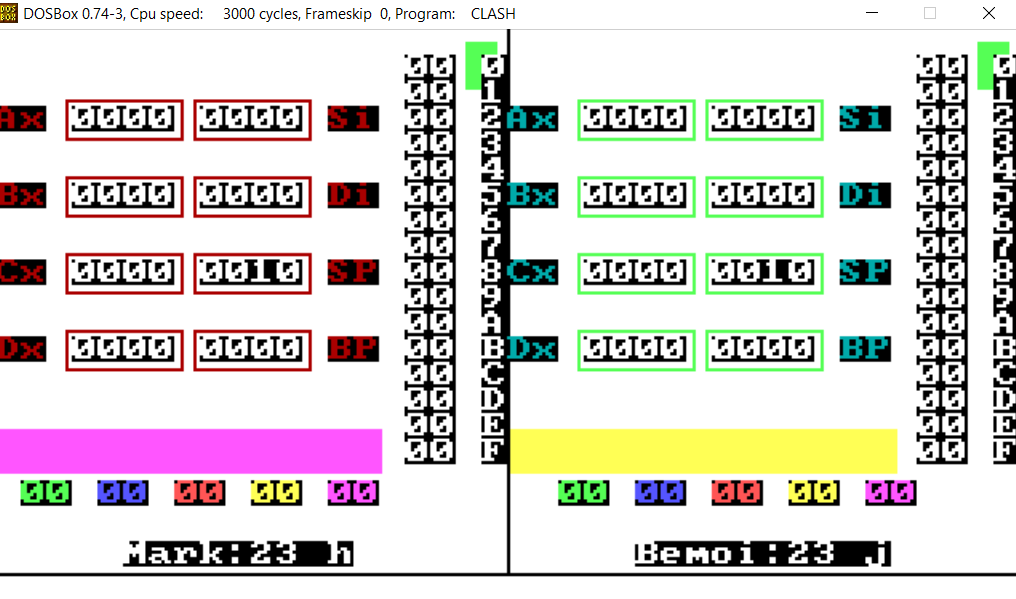 DOSBox 0.74-3, Cpu speed: 3000 cycles, Frameskip 0, Program: CLASH
00 0 00 0
00 1 00 1
Ax 0000 0000 Si 00 2 Ax 0000 0000 Si 00 2
00 3 00 3
00 4 00 4
Bx 0000 0000 Di 00 5 Bx 0000 0000 Di 00 5
00 6 00 6
00 7 00 7
Cx 0000 0010 SP 00 8 Cx 0000 0010 SP 00 8
00 9 00 9
00 A 00 A
Dx 0000 0000 BP 00 B Dx 0000 0000 BP 00 B
00 C 00 C
00 D 00 D
00 E 00 E
00 F 00 F
00 00 00 00 00 00 00 00 00 00
Mark:23 h Bemoi:23 j